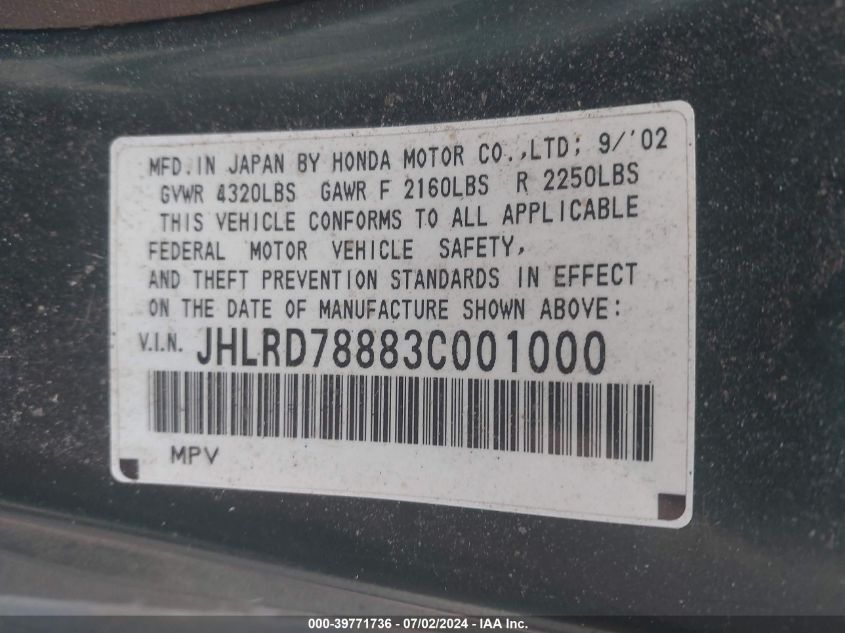 MFD.IN JAPAN BY HONDA MOTOR CO.,LTD; 9/'02
GVWR 4320LBS GAWR F 2160LBS R 2250LBS
THIS VEHICLE CONFORMS TO ALL APPLICABLE
FEDERAL MOTOR VEHICLE SAFETY,
AND THEFT PREVENTION STANDARDS IN EFFECT
ON THE DATE OF MANUFACTURE SHOWN ABOVE:
V.I.N. JHLRD78883C001000
MPV
000-39771736 - 07/02/2024 - IAA Inc.